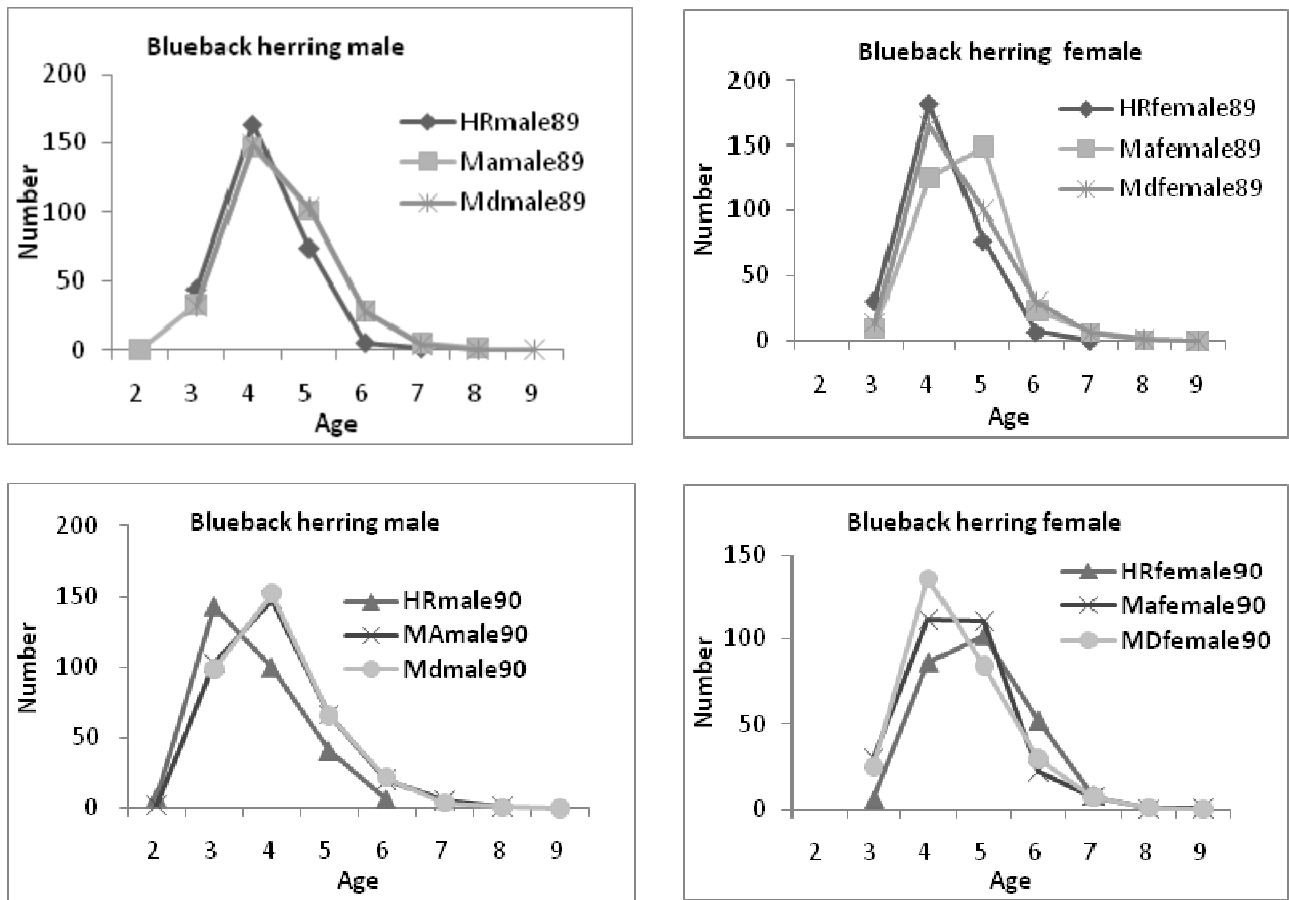 Blueback herring male
200
150
100
50
0
Number
2 3 4 5 6 7 8 9
Age
HRmale89
Mamale89
Mdmale89
Blueback herring female
200
150
100
50
0
Number
2 3 4 5 6 7 8 9
Age
HRfemale89
Mafemale89
Mdfemale89
Blueback herring male
200
150
100
50
0
Number
2 3 4 5 6 7 8 9
Age
HRmale90
MAmale90
Mdmale90
Blueback herring female
150
100
50
0
Number
2 3 4 5 6 7 8 9
Age
HRfemale90
Mafemale90
MDfemale90